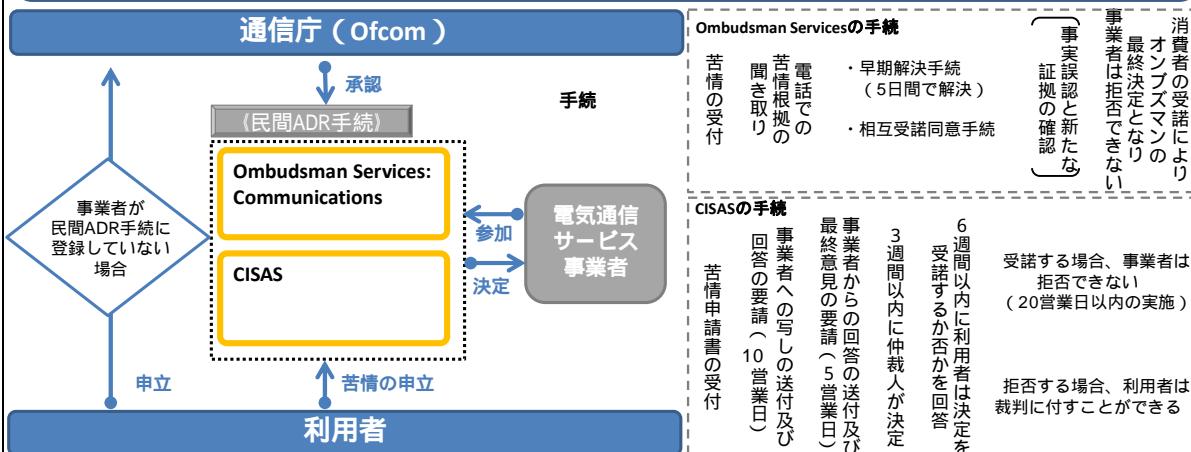 通信庁（Ofcom）
承認
手続
《民間ADR手続》
Ombudsman Services:
Communications
CISAS
事業者が
民間ADR手続に
登録していない
場合
参加
決定
電気通信
サービス
事業者
申立
苦情の申立
利用者
Ombudsman Servicesの手続
苦情の受付
電話での
苦情根拠の
聞き取り
・早期解決手続
（5日間で解決）
・相互受諾同意手続
事実誤認と新たな
証拠の確認
消費者の受諾により
オンブズマンの
最終決定となり
事業者は拒否できない
CISASの手続
苦情申請書の受付
事業者への写しの送付及び
回答の要請（10営業日）
事業者からの回答の送付及び
最終意見の要請（5営業日）
3週間以内に仲裁人が決定
6週間以内に利用者は決定を
受諾するか否かを回答
受諾する場合、事業者は
拒否できない
（20営業日以内の実施）
拒否する場合、利用者は
裁判に付すことができる